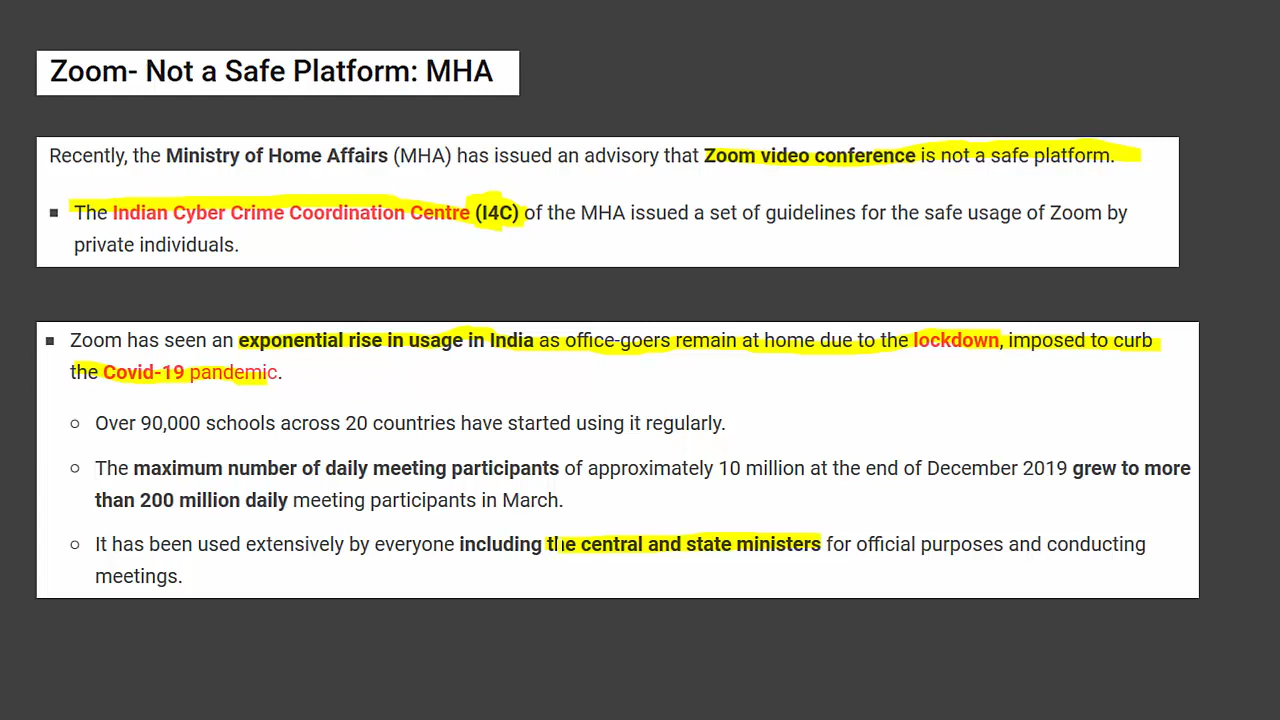 Zoom- Not a Safe Platform: MHA
Recently, the Ministry of Home Affairs (MHA) has issued an advisory that Zoom video conference is not a safe platform.
▪ The Indian Cyber Crime Coordination Centre (I4C) of the MHA issued a set of guidelines for the safe usage of Zoom by
private individuals.
▪ Zoom has seen an exponential rise in usage in India as office-goers remain at home due to the lockdown, imposed to curb
the Covid-19 pandemic.
○ Over 90,000 schools across 20 countries have started using it regularly.
○ The maximum number of daily meeting participants of approximately 10 million at the end of December 2019 grew to more
than 200 million daily meeting participants in March.
○ It has been used extensively by everyone including the central and state ministers for official purposes and conducting
meetings.